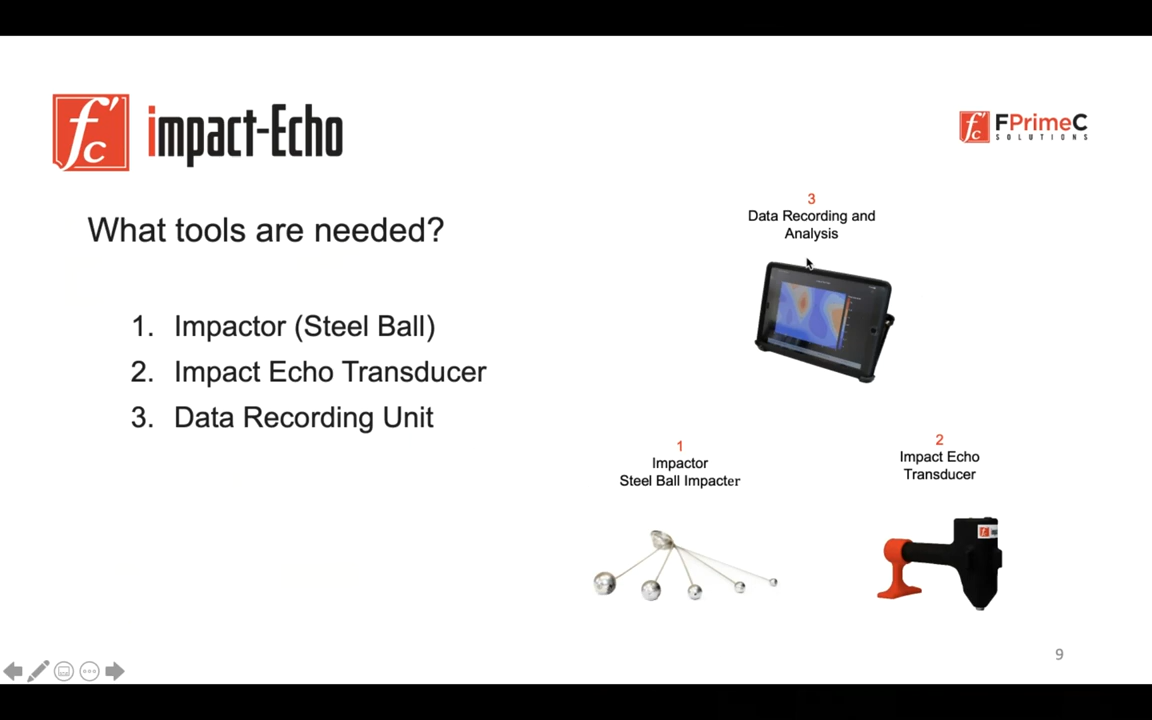 f'c impact-Echo
FPrimeC
SOLUTIONS
What tools are needed?
1. Impactor (Steel Ball)
2. Impact Echo Transducer
3. Data Recording Unit
3
Data Recording and
Analysis
1
Impactor
Steel Ball Impacter
2
Impact Echo
Transducer
9